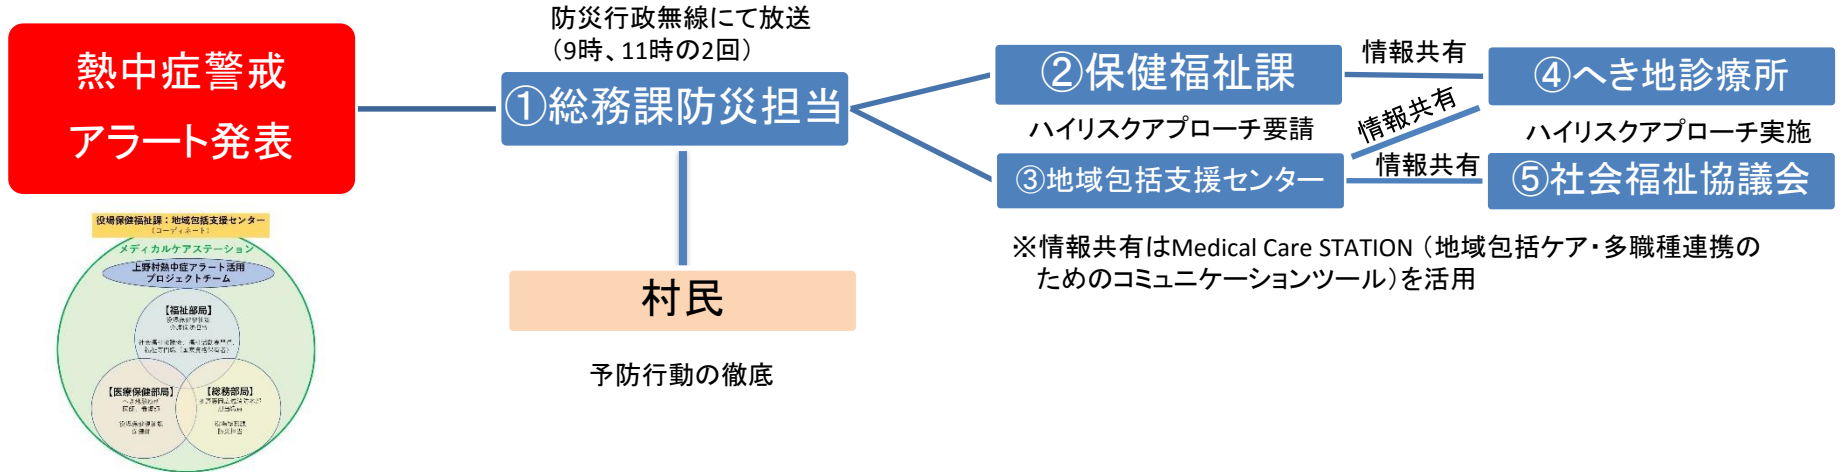 熱中症警戒
アラート発表
防災行政無線にて放送
（9時、11時の2回）
①総務課防災担当
村民
予防行動の徹底
②保健福祉課
ハイリスクアプローチ要請
③地域包括支援センター
情報共有
情報共有
情報共有
④へき地診療所
ハイリスクアプローチ実施
⑤社会福祉協議会
※情報共有はMedical Care STATION（地域包括ケア・多職種連携の
ためのコミュニケーションツール）を活用
役場保健福祉課：地域包括支援センター
（コーディネート）
メディカルケアステーション
上野村熱中症アラート活用
プロジェクトチーム
【福祉部局】
【医療保健部局】
【総務部局】
防災担当